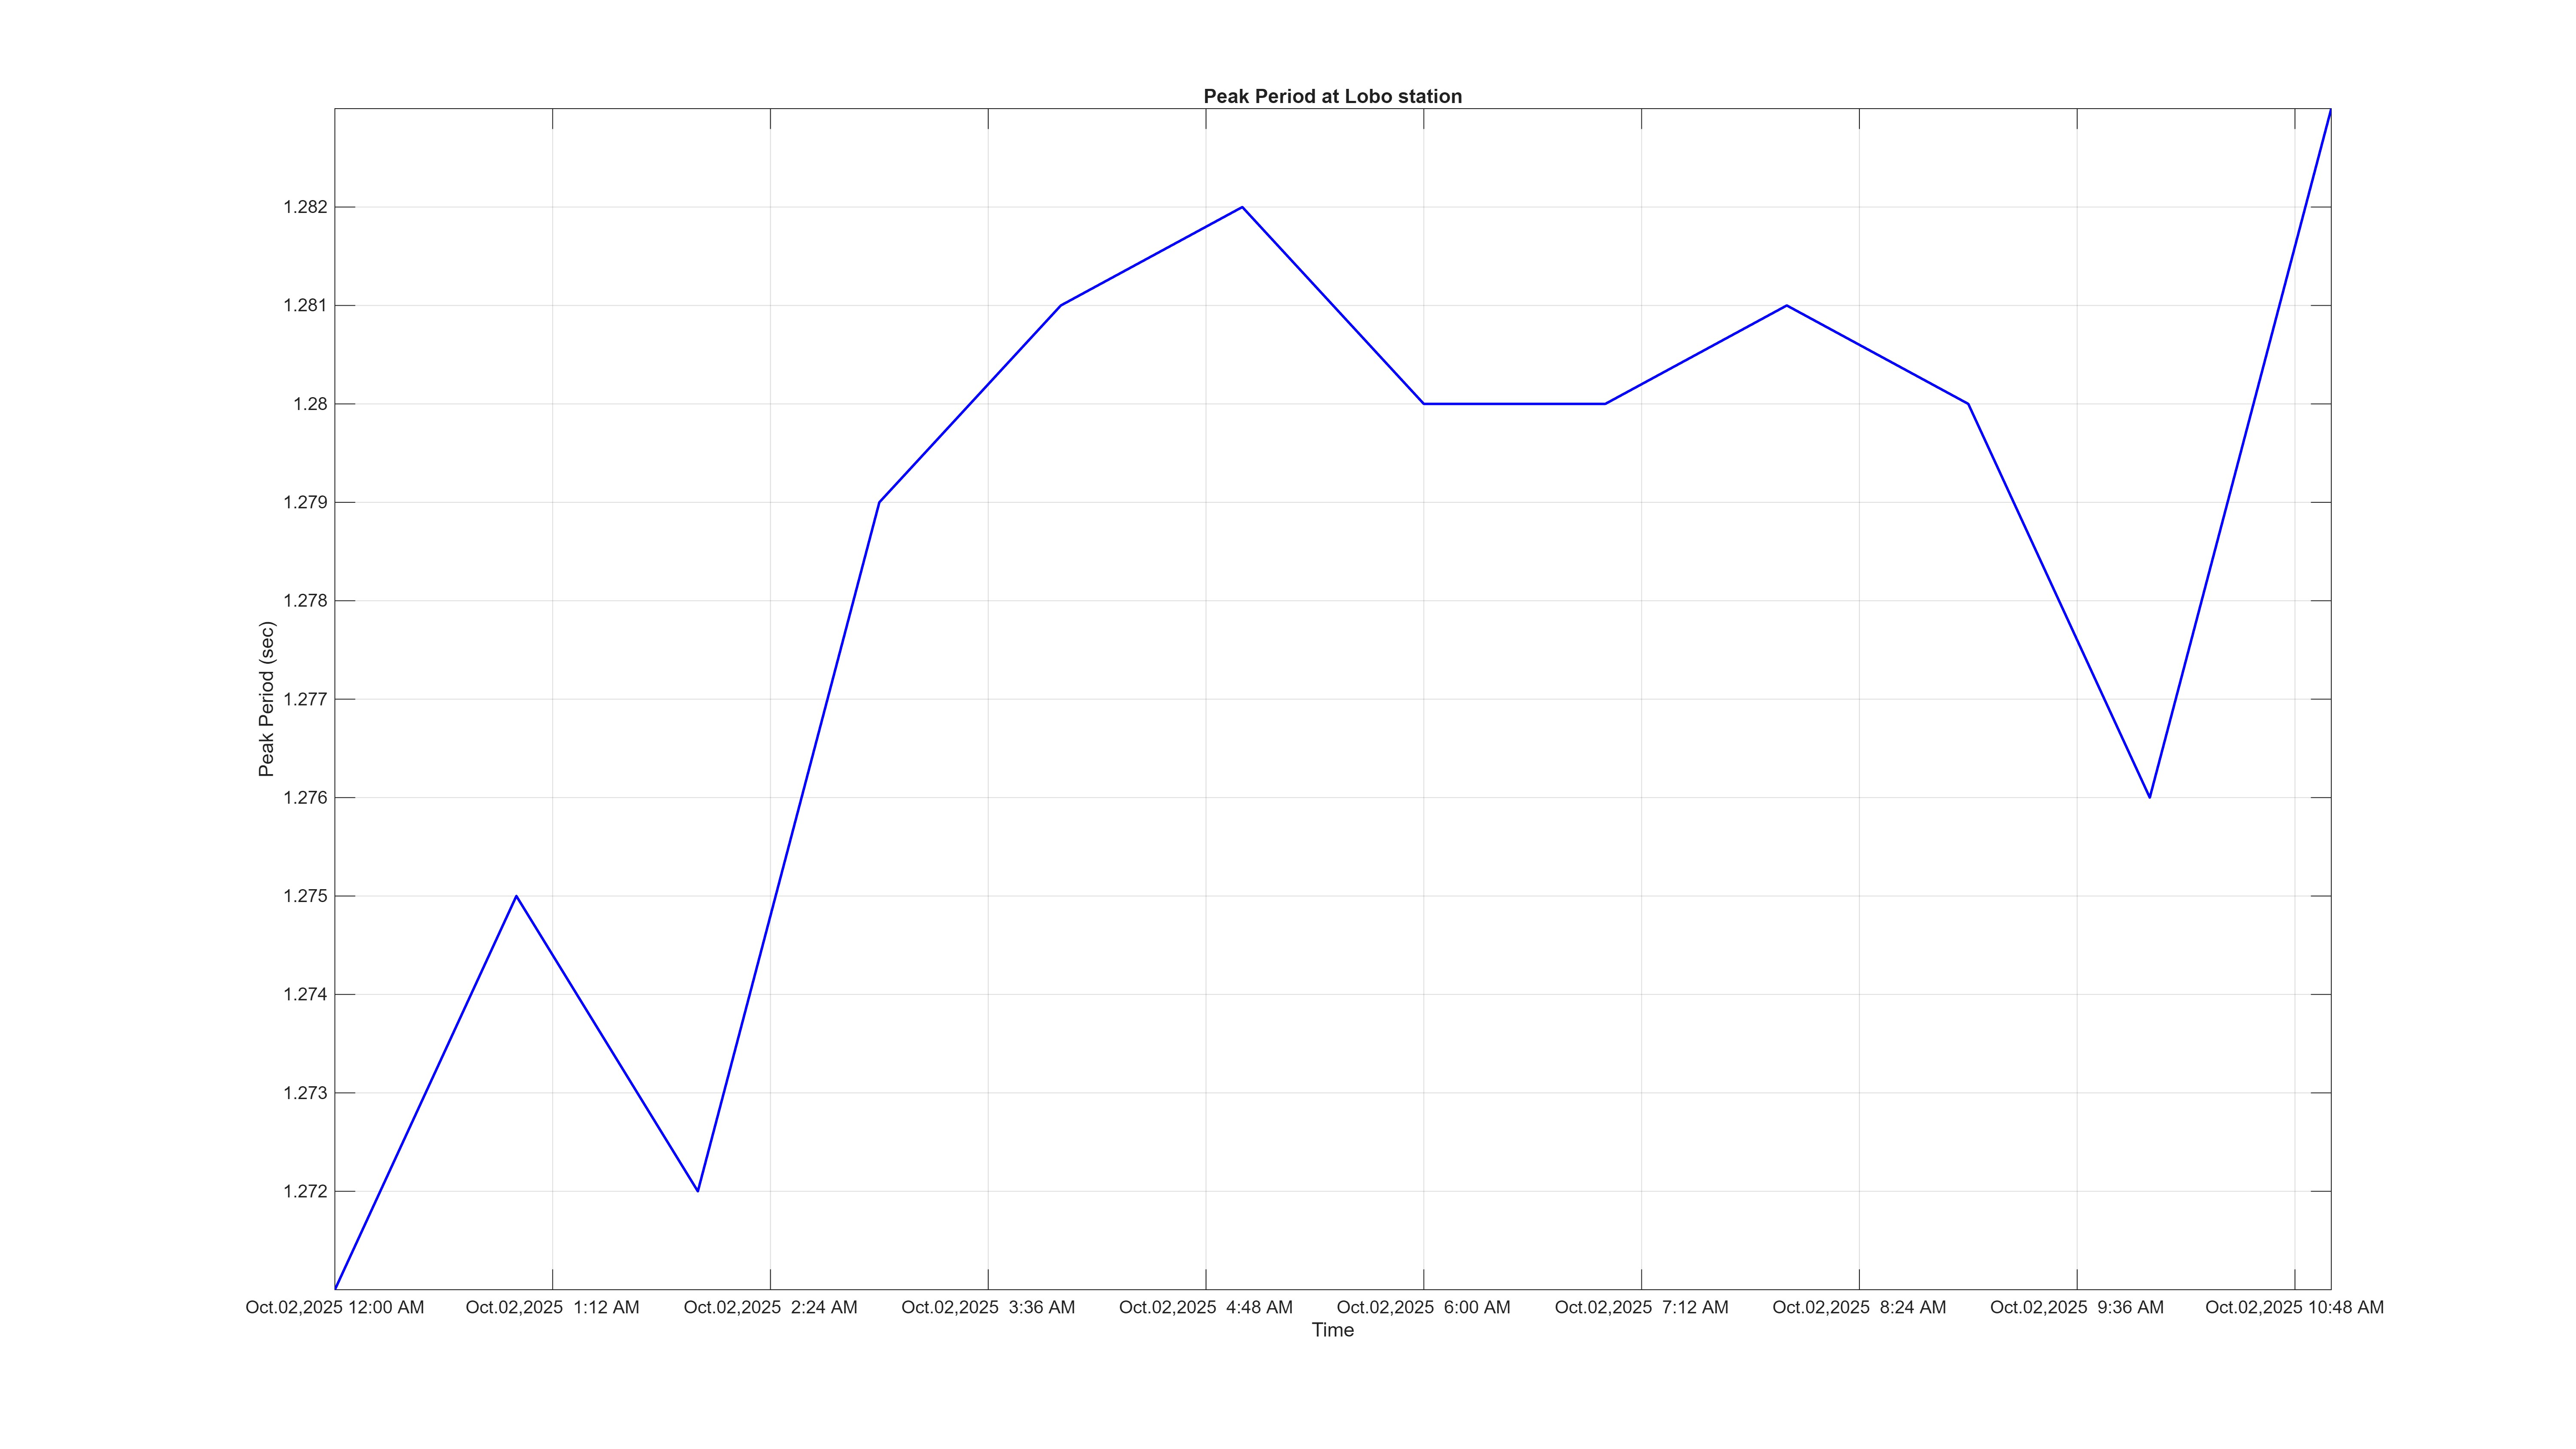 Peak Period at Lobo station
1.282
1.281
1.28
1.279
1.278
1.277
1.276
1.275
1.274
1.273
1.272
Peak Period (sec)
Oct.02,2025 12:00 AM Oct.02,2025  1:12 AM Oct.02,2025  2:24 AM Oct.02,2025  3:36 AM Oct.02,2025  4:48 AM Oct.02,2025  6:00 AM Oct.02,2025  7:12 AM Oct.02,2025  8:24 AM Oct.02,2025  9:36 AM Oct.02,2025 10:48 AM
Time